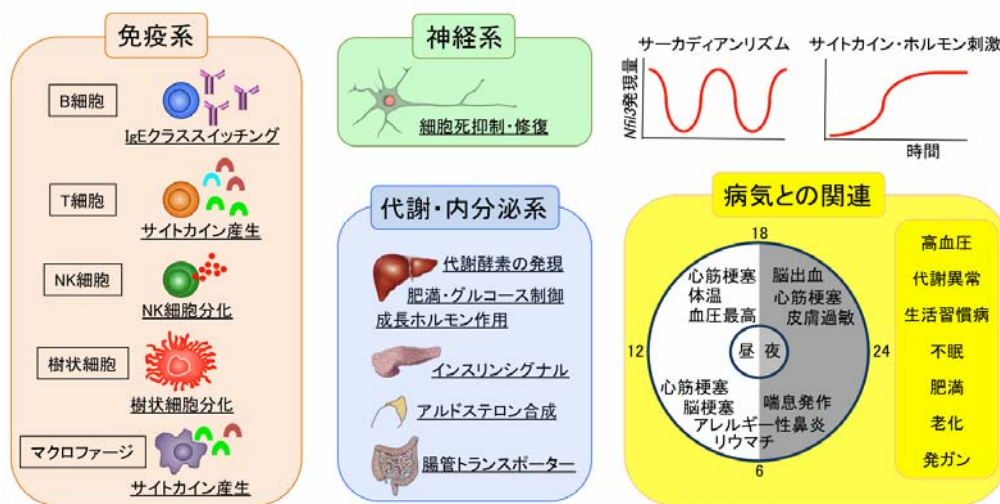 免疫系
B細胞
IgEクラススイッチング
T細胞
サイトカイン産生
NK細胞
NK細胞分化
樹状細胞
樹状細胞分化
マクロファージ
サイトカイン産生
神経系
細胞死抑制・修復
代謝・内分泌系
代謝酵素の発現
肥満・グルコース制御
成長ホルモン作用
インスリンシグナル
アルドステロン合成
腸管トランスポーター
サーカディアンリズム
サイトカイン・ホルモン刺激
Nfil3発現量
時間
病気との関連
18
心筋梗塞
体温
血圧最高
脳出血
心筋梗塞
皮膚過敏
12
昼
夜
24
心筋梗塞
脳梗塞
喘息発作
アレルギー性鼻炎
リウマチ
6
高血圧
代謝異常
生活習慣病
不眠
肥満
老化
発ガン